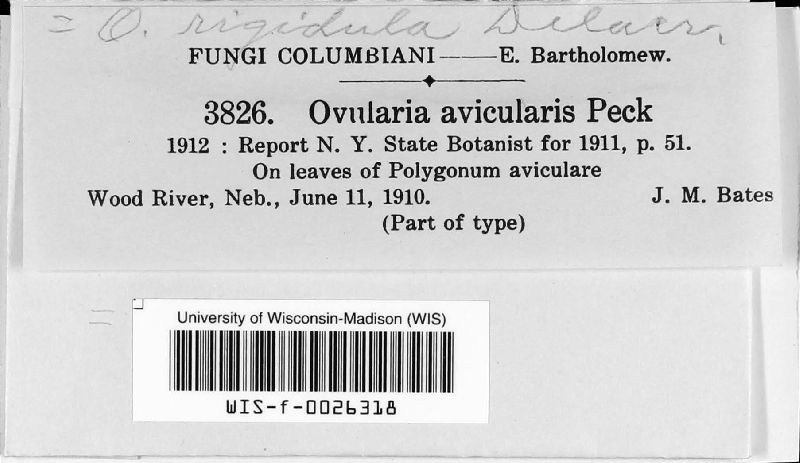 = O. rigidula Delacr.
FUNGI COLUMBIANI——E. Bartholomew.
3826. Ovularia avicularis Peck
1912 : Report N. Y. State Botanist for 1911, p. 51.
On leaves of Polygonum aviculare
Wood River, Neb., June 11, 1910. J. M. Bates
(Part of type)
=
University of Wisconsin-Madison (WIS)
WIS-f-0026318